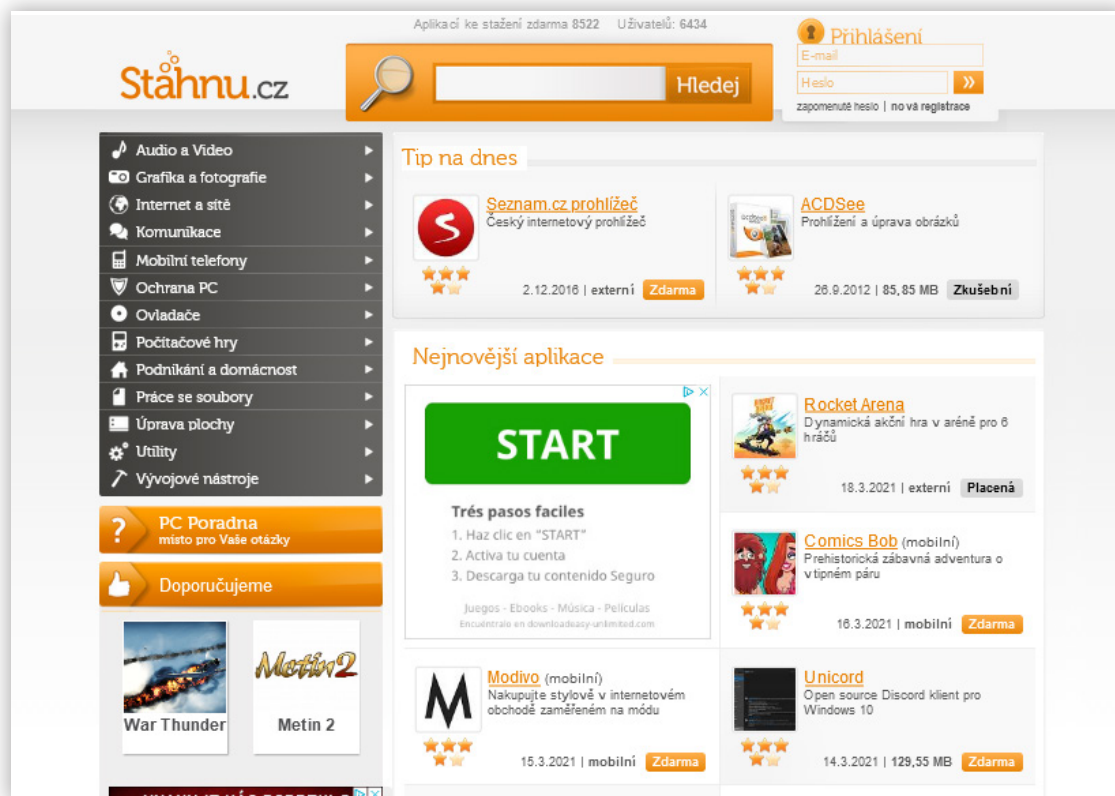 Aplikací ke stažení zdarma 8522 Uživatelů: 6434
Stáhnu.cz
Hledej
Přihlášení
E-mail
Heslo
zapomenuté heslo | nová registrace
Audio a Video
Grafika a fotografie
Internet a sítě
Komunikace
Mobilní telefony
Ochrana PC
Ovladače
Počítačové hry
Podnikání a domácnost
Práce se soubory
Úprava plochy
Utility
Vývojové nástroje
PC Poradna
místo pro Vaše otázky
Doporučujeme
War Thunder
Metin2
Metin 2
Tip na dnes
Seznam.cz prohlížeč
Český internetový prohlížeč
2.12.2016 | externí Zdarma
ACDSee
Prohlížení a úprava obrázků
26.9.2012 | 85,85 MB Zkušební
Nejnovější aplikace
START
Trés pasos faciles
1. Haz clic en "START"
2. Activa tu cuenta
3. Descarga tu contenido Seguro
Juegos - Ebooks - Música - Películas
Encuéntrale en downloadeasy-unlimited.com
Rocket Arena
Dynamická akční hra v aréně pro 6
hráčů
18.3.2021 | externí Placená
Comics Bob (mobilní)
Prehistorická zábavná adventura o
vtipném páru
16.3.2021 | mobilní Zdarma
Modivo (mobilní)
Nakupujte stylově v internetovém
obchodě zaměřeném na módu
15.3.2021 | mobilní Zdarma
Unicord
Open source Discord klient pro
Windows 10
14.3.2021 | 129,55 MB Zdarma